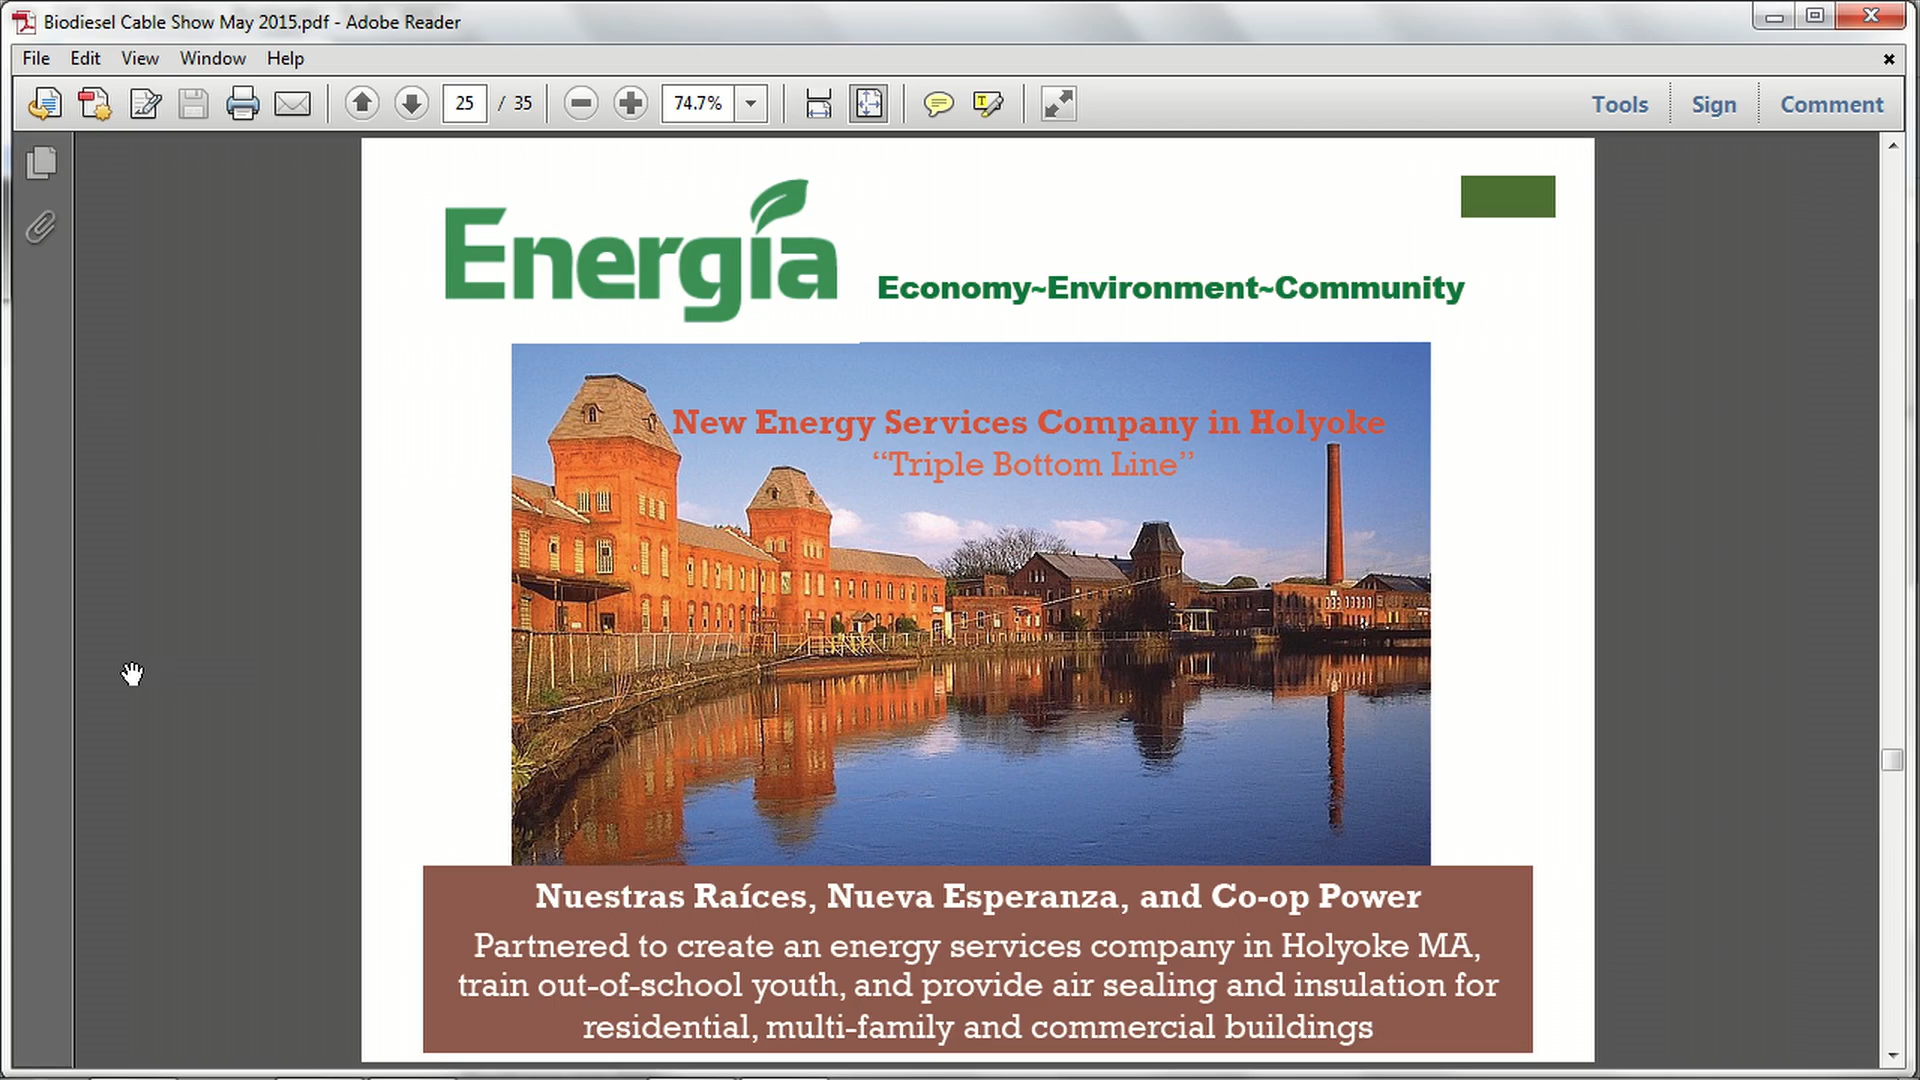 Biodiesel Cable Show May 2015.pdf - Adobe Reader
File Edit View Window Help
25 / 35 74.7% Tools Sign Comment
Energía
Economy~Environment~Community
New Energy Services Company in Holyoke
“Triple Bottom Line”
Nuestras Raíces, Nueva Esperanza, and Co-op Power
Partnered to create an energy services company in Holyoke MA,
train out-of-school youth, and provide air sealing and insulation for
residential, multi-family and commercial buildings